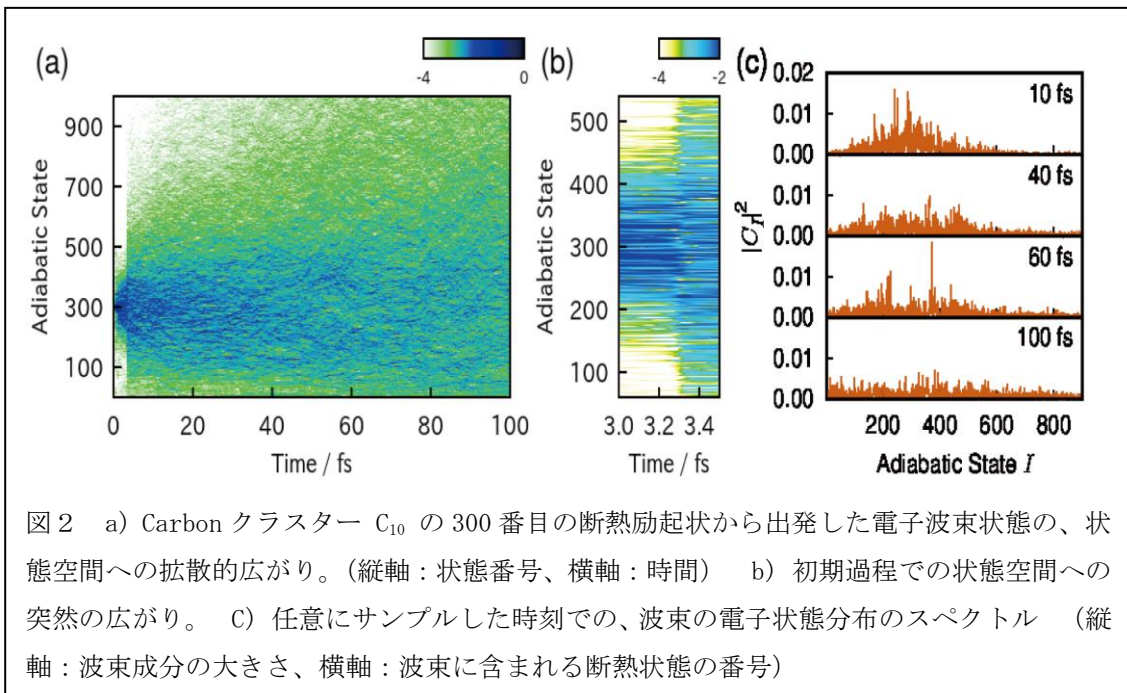 (a)
-4 0
Adiabatic State
900
700
500
300
100
0 20 40 60 80 100
Time / fs
(b)
-4 -2
Adiabatic State
500
400
300
200
100
3.0 3.2 3.4
Time / fs
(c)
|C_I|²
0.02
0.01
0.00
10 fs
0.01
0.00
40 fs
0.01
0.00
60 fs
0.01
0.00
100 fs
200 400 600 800
Adiabatic State I
図2 a) Carbon クラスター C₁₀ の 300 番目の断熱励起状から出発した電子波束状態の、状
態空間への拡散的広がり。(縦軸：状態番号、横軸：時間) b) 初期過程での状態空間への
突然の広がり。 C) 任意にサンプルした時刻での、波束の電子状態分布のスペクトル (縦
軸：波束成分の大きさ、横軸：波束に含まれる断熱状態の番号)